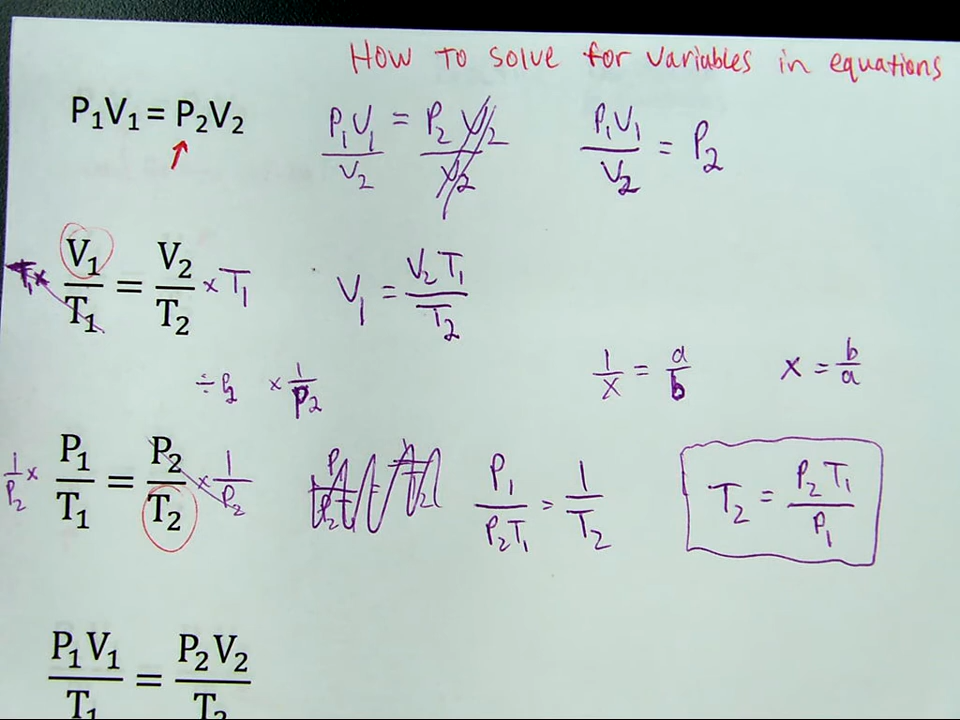 How to solve for variables in equations
P₁V₁ = P₂V₂
P₁V₁/V₂ = P₂V₂/V₂
P₁V₁/V₂ = P₂
T₁ × V₁/T₁ = V₂/T₂ × T₁
V₁ = V₂T₁/T₂
÷ P₂ × 1/P₂
1/x = a/b
x = b/a
1/P₂ × P₁/T₁ = P₂/T₂ × 1/P₂
P₁/P₂T₁ = 1/T₂
T₂ = P₂T₁/P₁
P₁V₁/T₁ = P₂V₂/T₂